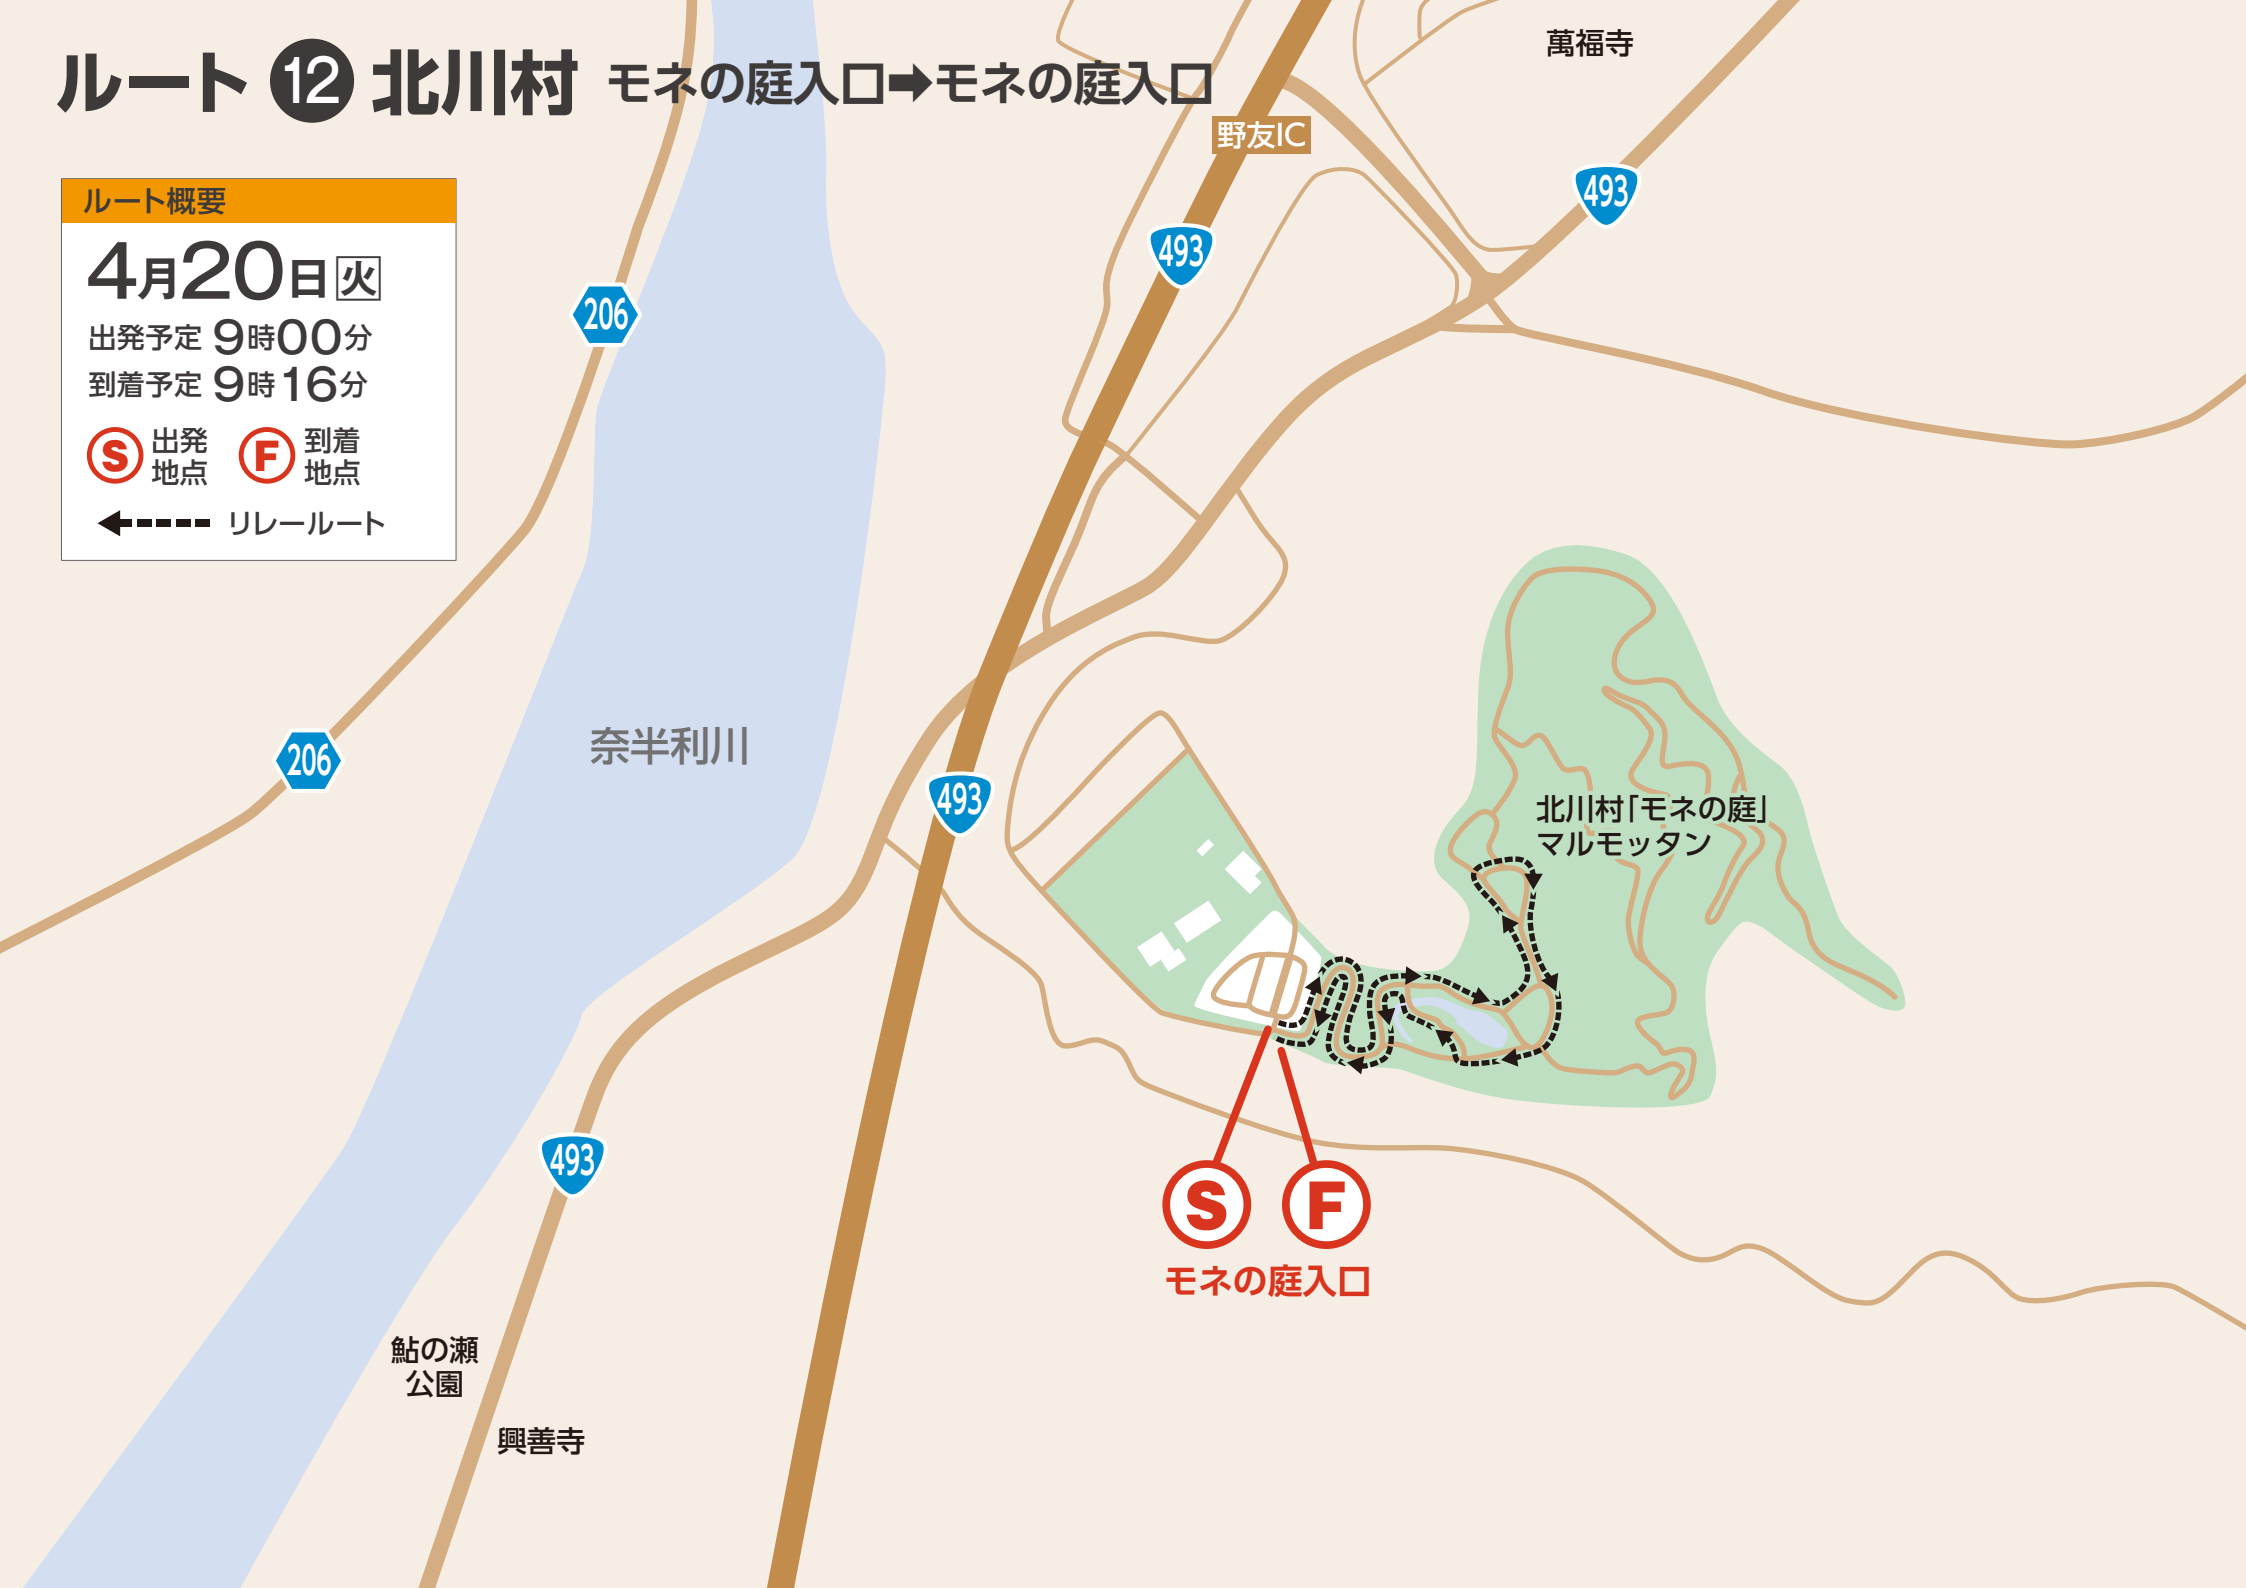 ルート 12 北川村 モネの庭入口➡モネの庭入口
ルート概要
4月20日火
出発予定 9時00分
到着予定 9時16分
S 出発地点
F 到着地点
リレールート
萬福寺
野友IC
493
493
206
206
奈半利川
493
北川村「モネの庭」
マルモッタン
493
S F
モネの庭入口
鮎の瀬
公園
興善寺